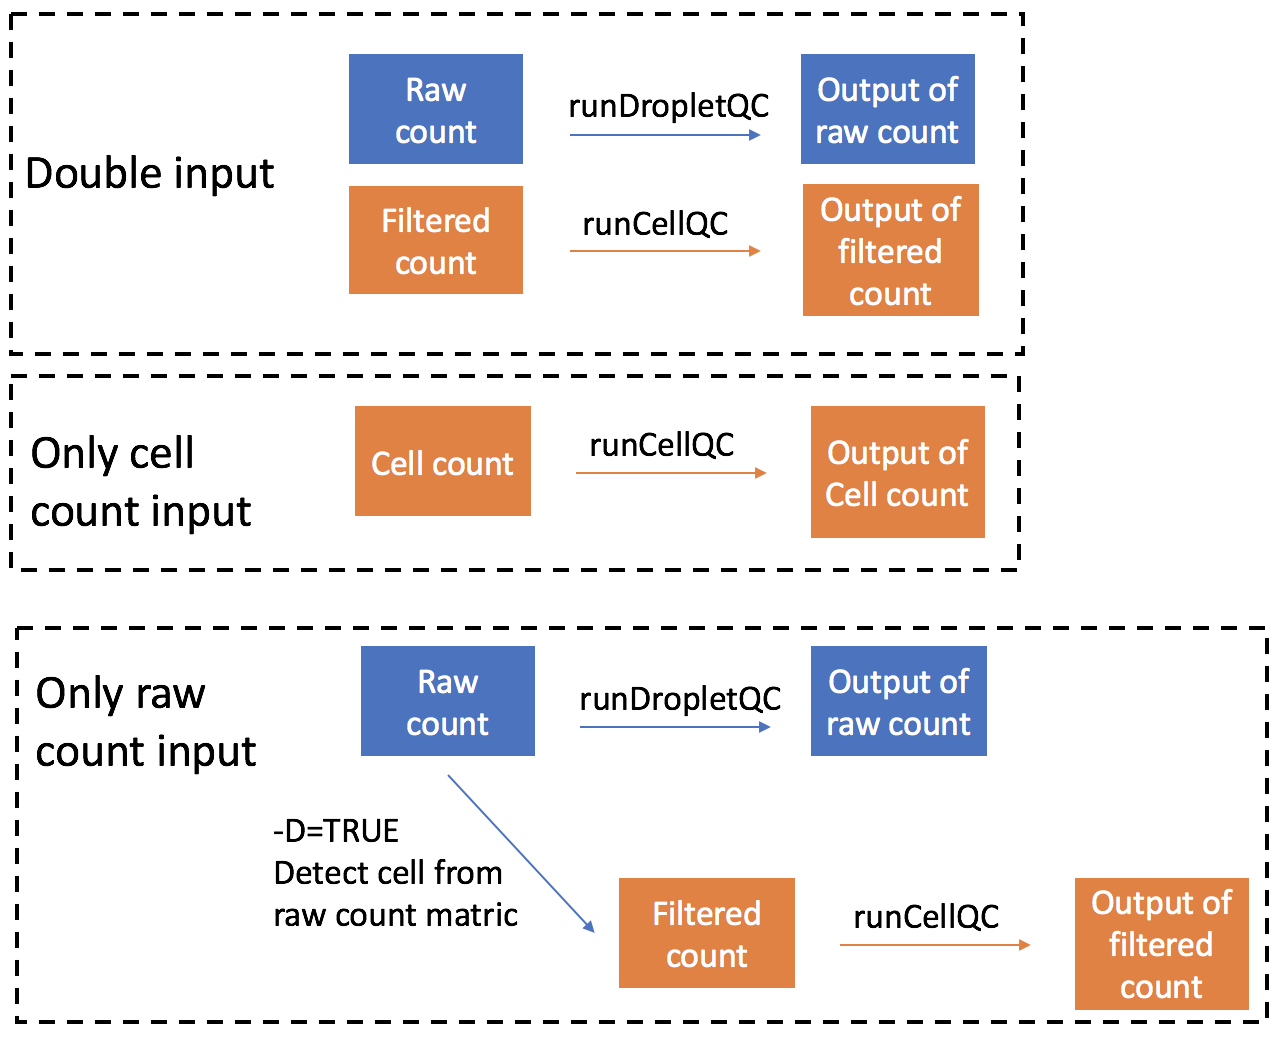 Double input
Raw
count
runDropletQC
Output of
raw count
Filtered
count
runCellQC
Output of
filtered
count
Only cell
count input
Cell count
runCellQC
Output of
Cell count
Only raw
count input
Raw
count
runDropletQC
Output of
raw count
-D=TRUE
Detect cell from
raw count matric
Filtered
count
runCellQC
Output of
filtered
count